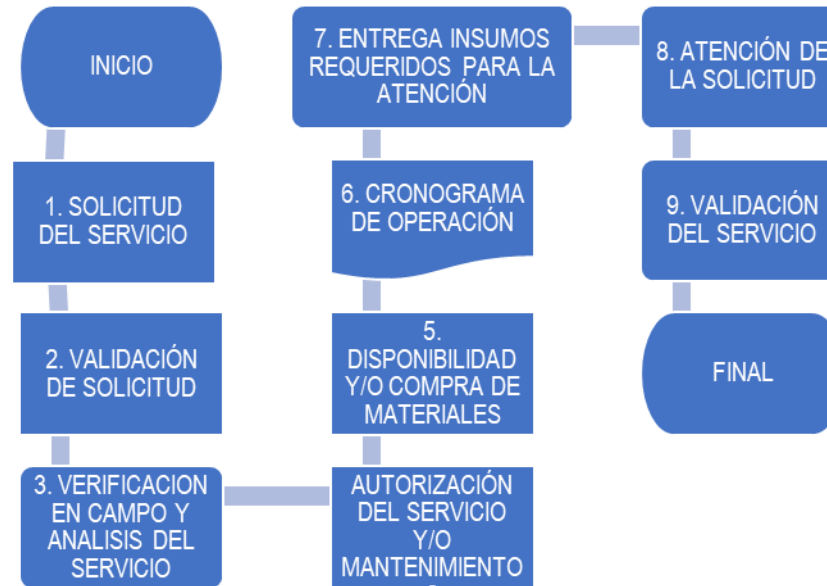 INICIO
1. SOLICITUD
DEL SERVICIO
2. VALIDACIÓN
DE SOLICITUD
3. VERIFICACION
EN CAMPO Y
ANALISIS DEL
SERVICIO
AUTORIZACIÓN
DEL SERVICIO
Y/O
MANTENIMIENTO
5.
DISPONIBILIDAD
Y/O COMPRA DE
MATERIALES
6. CRONOGRAMA
DE OPERACIÓN
7. ENTREGA INSUMOS
REQUERIDOS PARA LA
ATENCIÓN
8. ATENCIÓN DE
LA SOLICITUD
9. VALIDACIÓN
DEL SERVICIO
FINAL